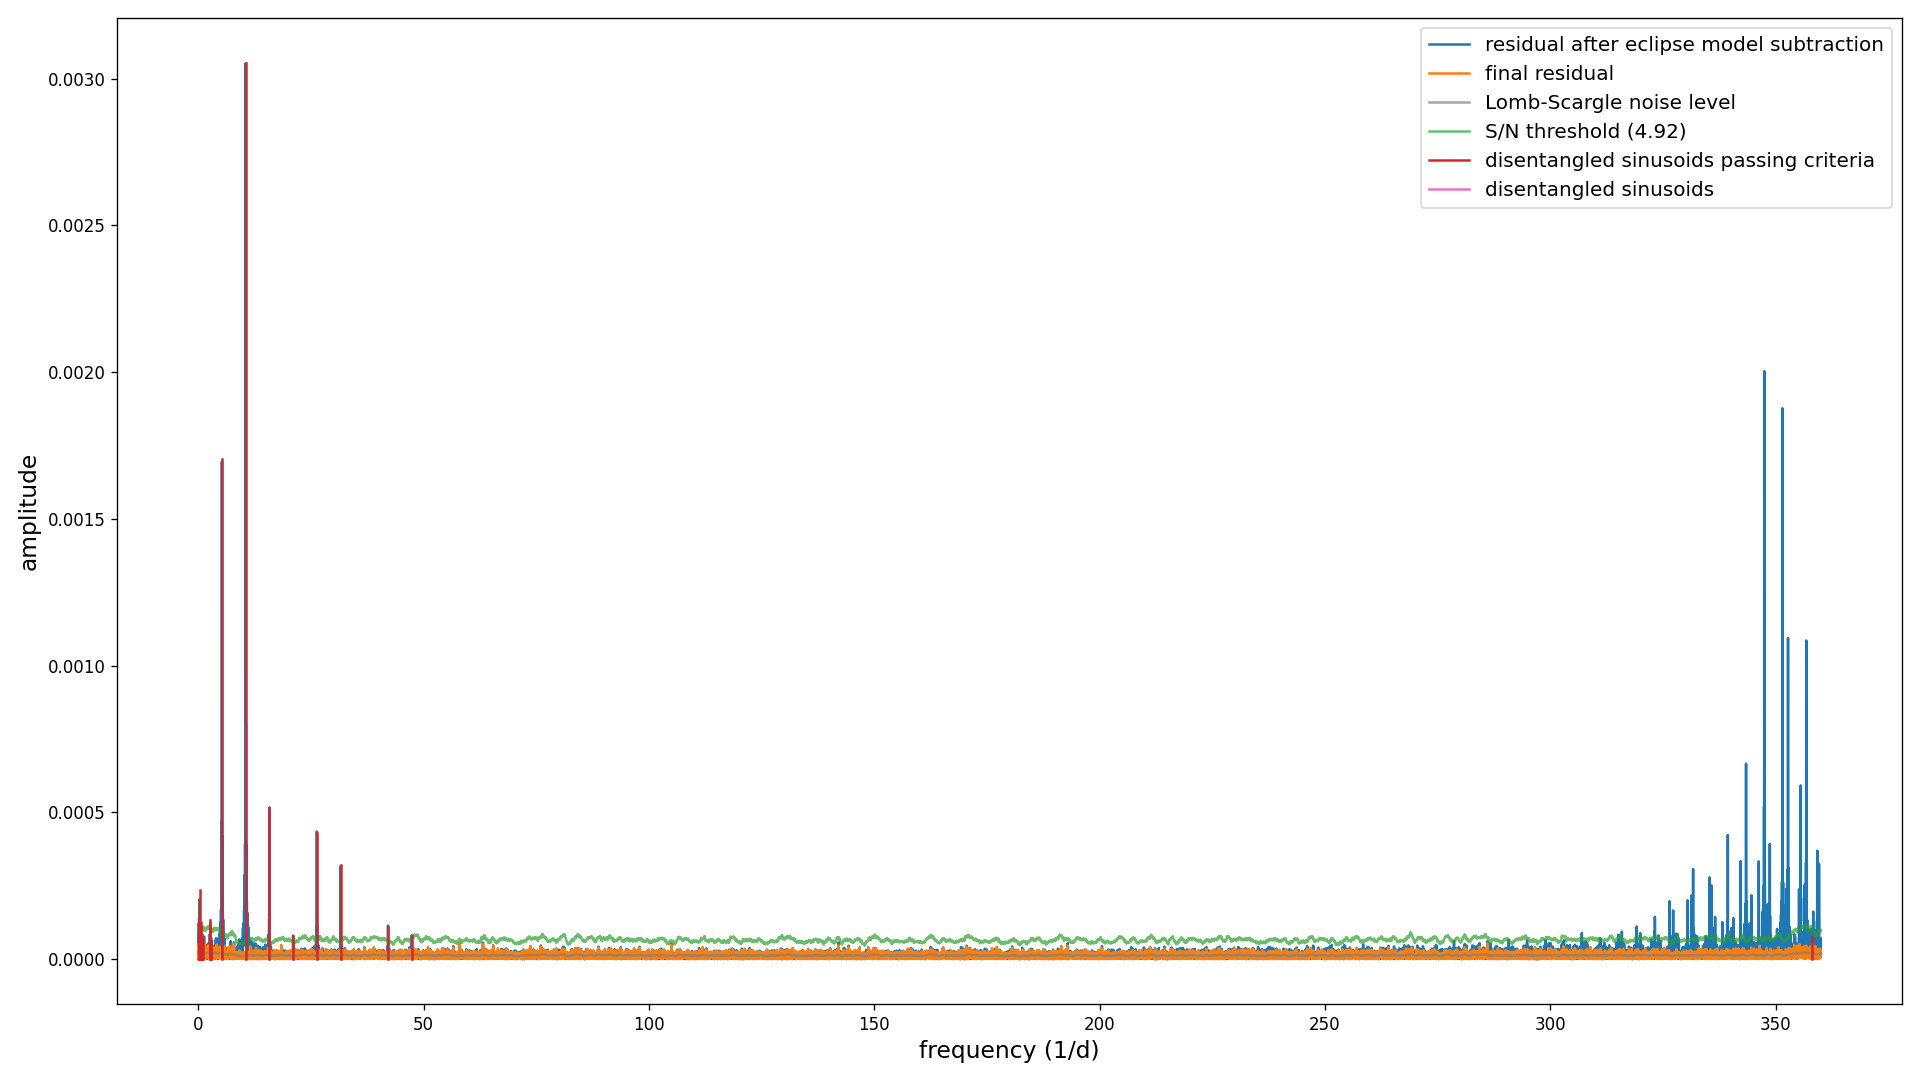 residual after eclipse model subtraction
final residual
Lomb-Scargle noise level
S/N threshold (4.92)
disentangled sinusoids passing criteria
disentangled sinusoids
amplitude
0.0030
0.0025
0.0020
0.0015
0.0010
0.0005
0.0000
0 50 100 150 200 250 300 350
frequency (1/d)